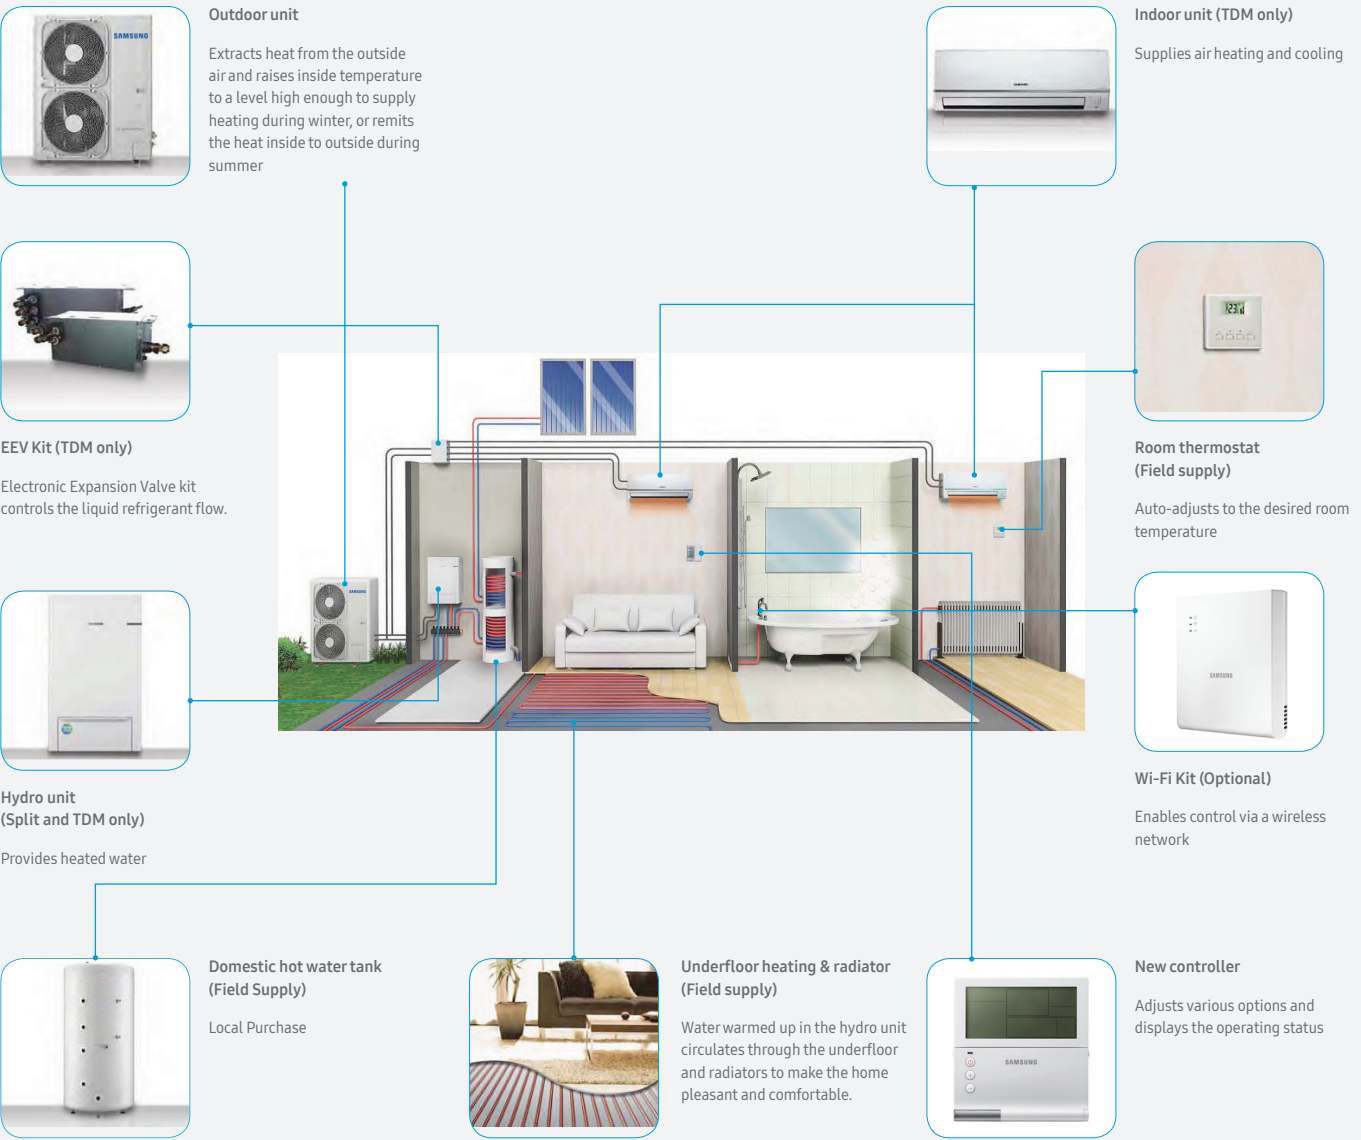 Outdoor unit
Extracts heat from the outside
air and raises inside temperature
to a level high enough to supply
heating during winter, or remits
the heat inside to outside during
summer
SAMSUNG
Indoor unit (TDM only)
Supplies air heating and cooling
SAMSUNG
EEV Kit (TDM only)
Electronic Expansion Valve kit
controls the liquid refrigerant flow.
Room thermostat
(Field supply)
Auto-adjusts to the desired room
temperature
SAMSUNG
Hydro unit
(Split and TDM only)
Provides heated water
SAMSUNG
Wi-Fi Kit (Optional)
Enables control via a wireless
network
Domestic hot water tank
(Field Supply)
Local Purchase
Underfloor heating & radiator
(Field supply)
Water warmed up in the hydro unit
circulates through the underfloor
and radiators to make the home
pleasant and comfortable.
SAMSUNG
New controller
Adjusts various options and
displays the operating status